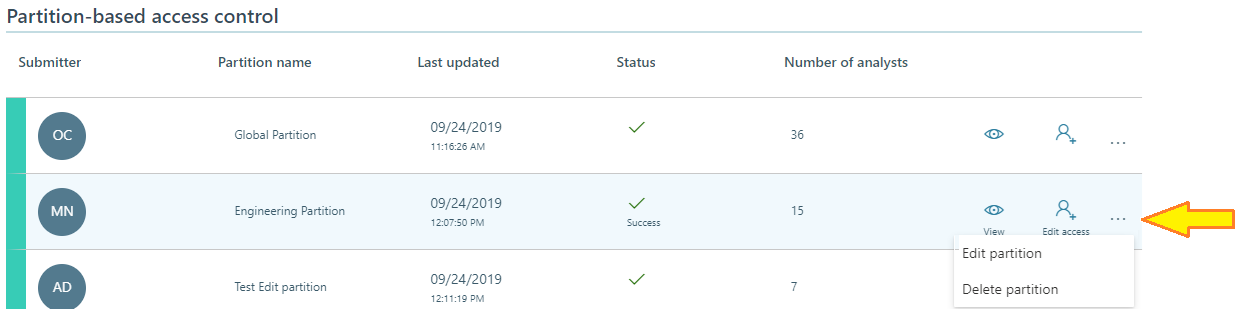 Partition-based access control
Submitter Partition name Last updated Status Number of analysts
OC Global Partition 09/24/2019 36 ...
11:16:26 AM
MN Engineering Partition 09/24/2019 15 ...
12:07:50 PM Success View Edit access
Edit partition
AD Test Edit partition 09/24/2019 7 Delete partition
12:11:19 PM